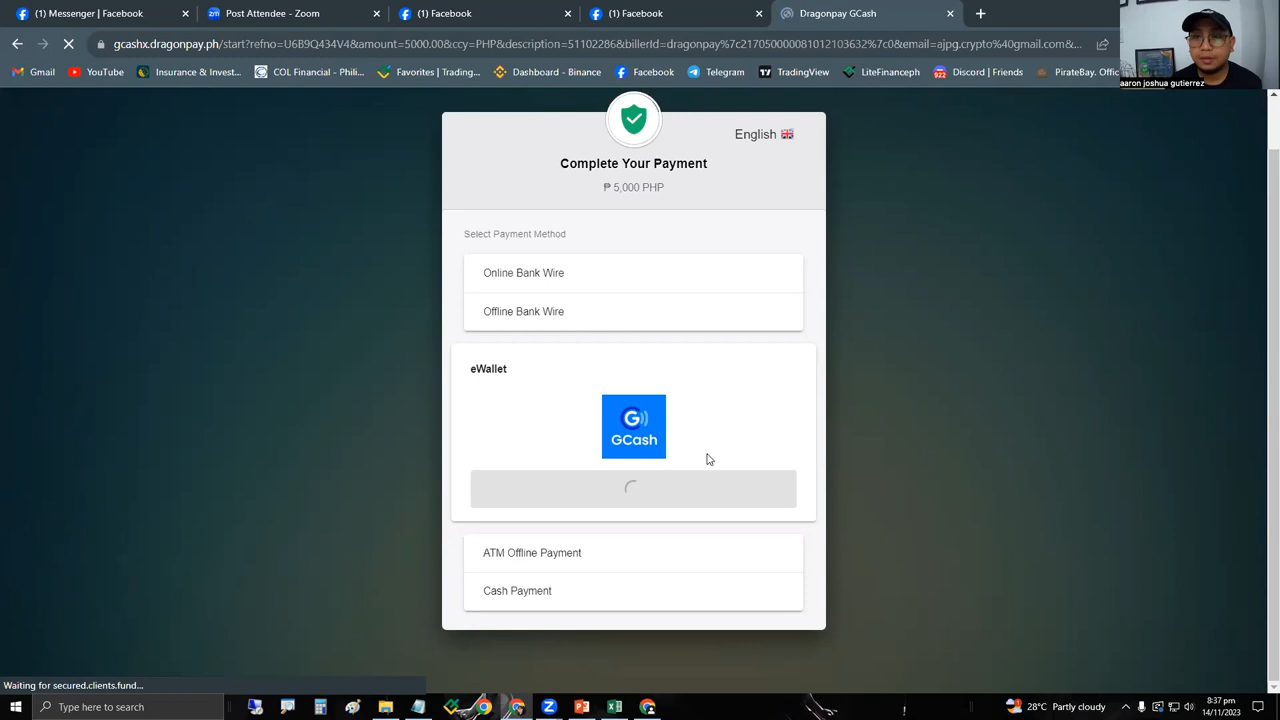 (1) Messenger | Facebook
Post Attendee - Zoom
(1) Facebook
(1) Facebook
Dragonpay GCash
gcashx.dragonpay.ph/start?refno=U6B9Q434V4&amount=5000.00&ccy=PHP&description=51102286&billerId=dragonpay%7c217050000081012103632%7c0&email=ajpg.crypto%40gmail.com&...
Gmail
YouTube
Insurance & Invest...
COL Financial - Phili...
Favorites | Trading...
Dashboard - Binance
Facebook
Telegram
TradingView
LiteFinanceph
Discord | Friends
PirateBay. Offic
aaron joshua gutierrez
English
Complete Your Payment
₱ 5,000 PHP
Select Payment Method
Online Bank Wire
Offline Bank Wire
eWallet
G
GCash
ATM Offline Payment
Cash Payment
Waiting for secured.clients.fund...
Type here to search
28°C Partly cloudy
8:37 pm
14/11/2023